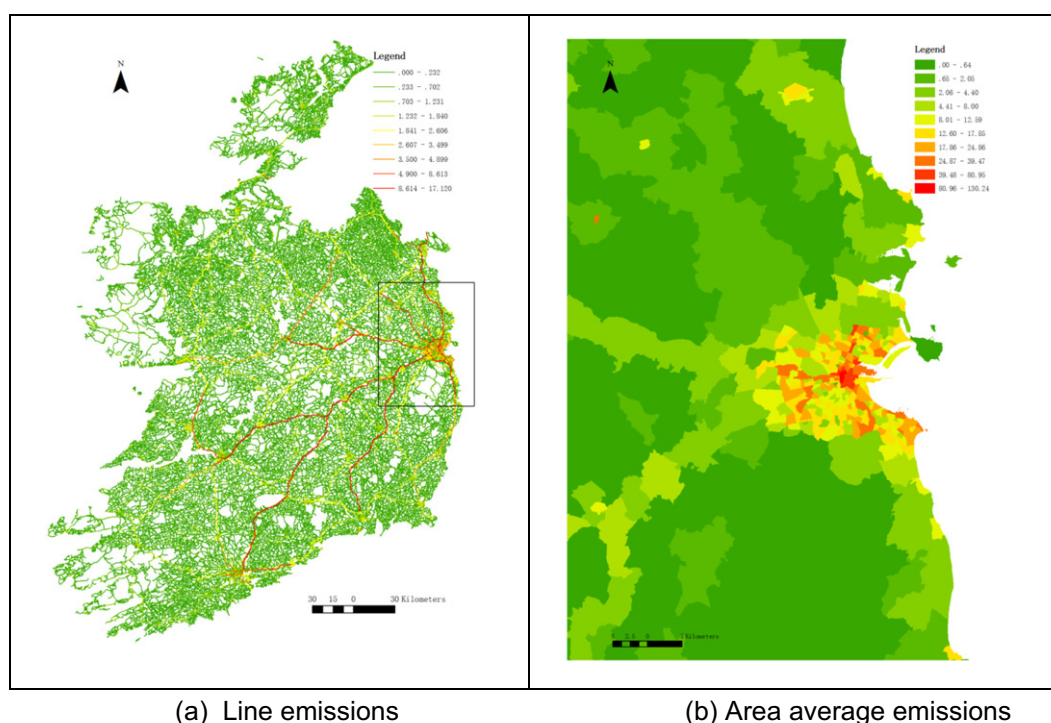 N
Legend
.000 - .232
.233 - .702
.703 - 1.231
1.232 - 1.840
1.841 - 2.606
2.607 - 3.499
3.500 - 4.899
4.900 - 8.613
8.614 - 17.120
30 15 0 30 Kilometers
N
Legend
.00 - .64
.65 - 2.05
2.06 - 4.40
4.41 - 8.00
8.01 - 12.59
12.60 - 17.85
17.86 - 24.86
24.87 - 39.47
39.48 - 80.95
80.96 - 130.24
2.5 0 Kilometers
(a) Line emissions
(b) Area average emissions